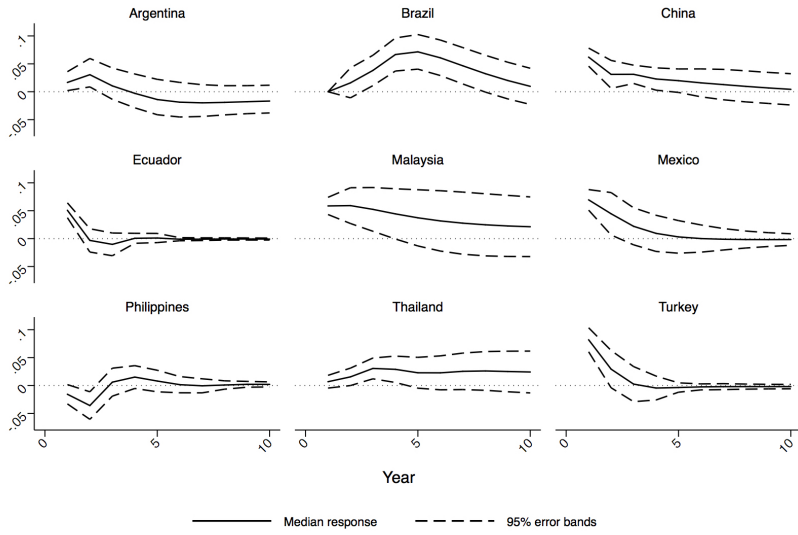 Argentina Brazil China
.1
.05
0
-.05
Ecuador Malaysia Mexico
.1
.05
0
-.05
Philippines Thailand Turkey
.1
.05
0
-.05
0 5 10 0 5 10 0 5 10
Year
Median response 95% error bands